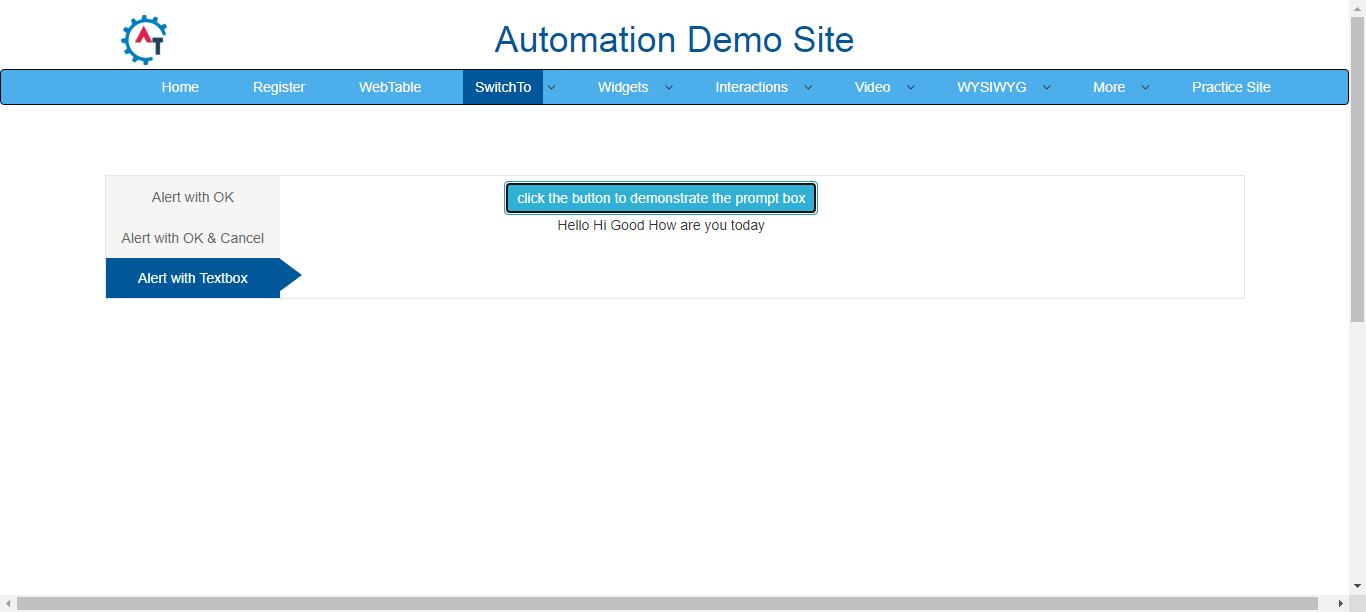 AT
Automation Demo Site
Home Register WebTable SwitchTo Widgets Interactions Video WYSIWYG More Practice Site
Alert with OK
click the button to demonstrate the prompt box
Hello Hi Good How are you today
Alert with OK & Cancel
Alert with Textbox